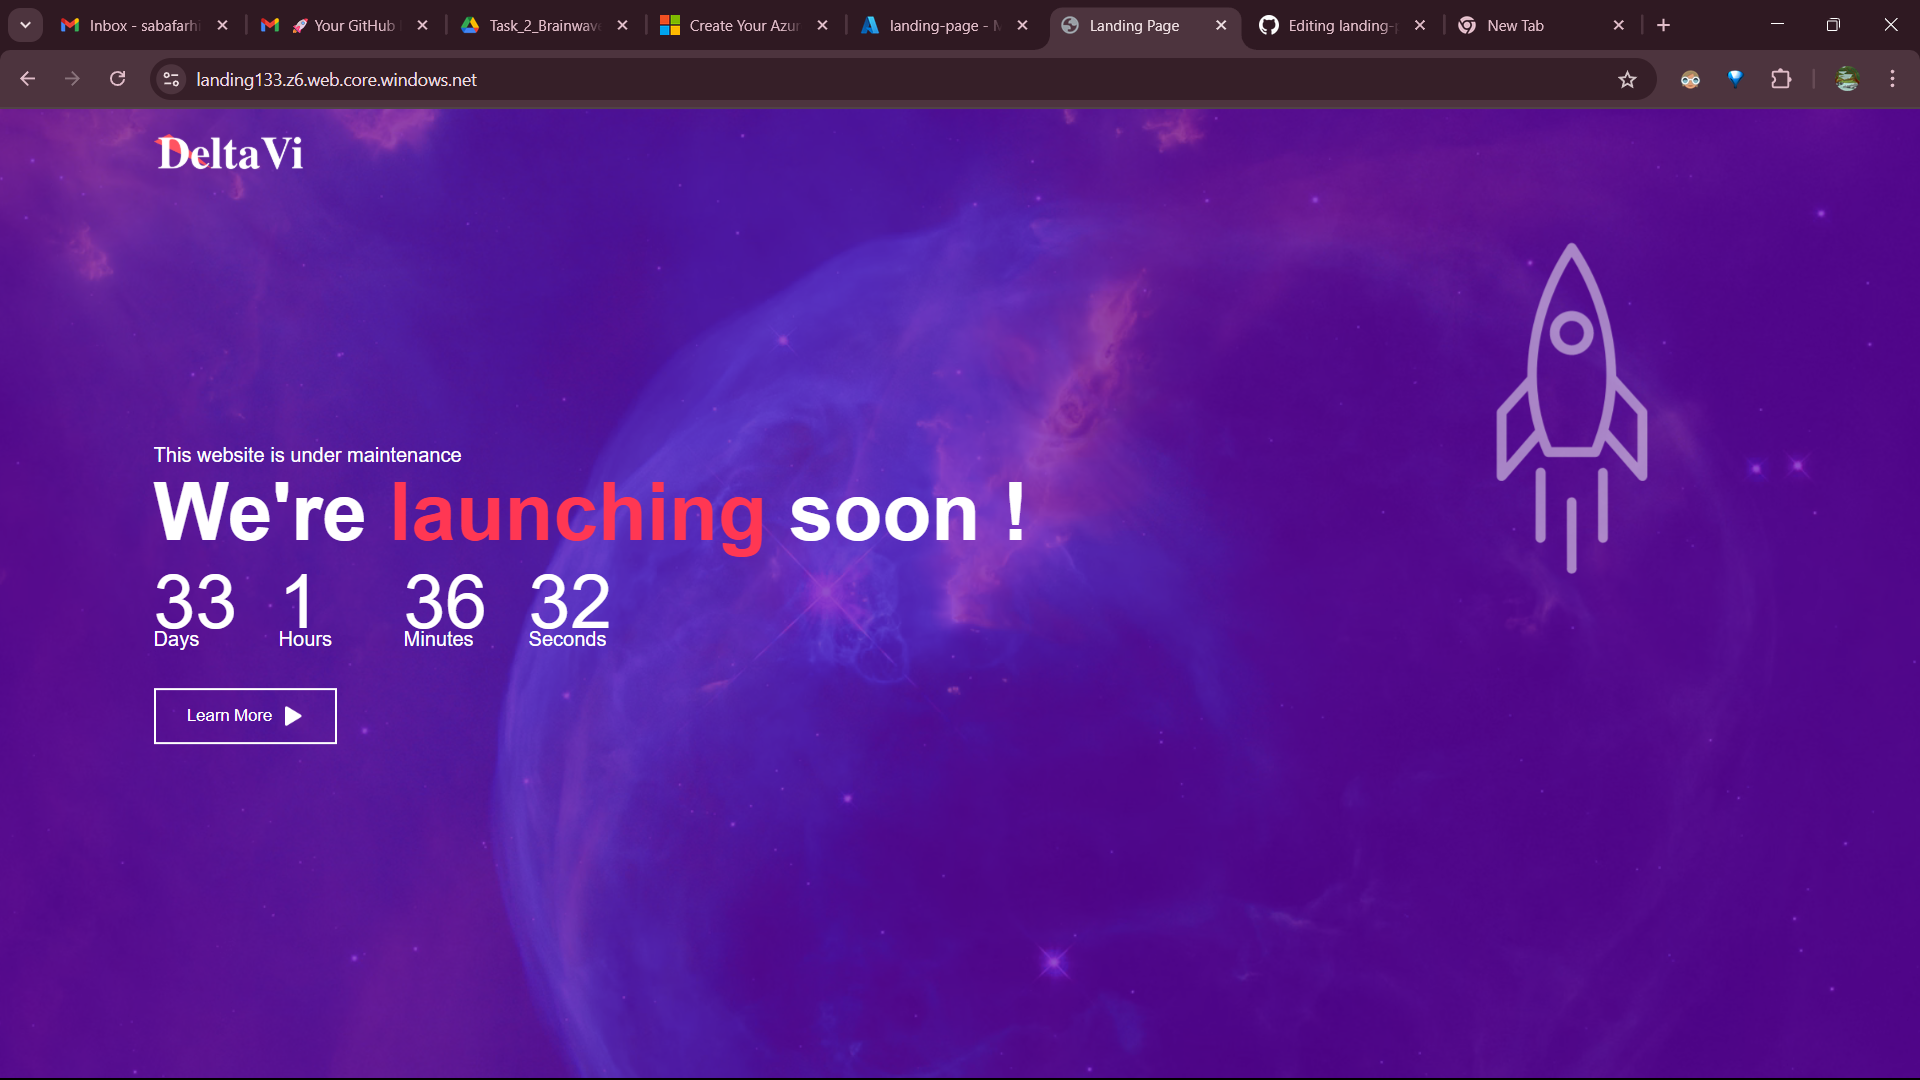 Inbox - sabafarhi
🚀 Your GitHub
Task_2_Brainwave
Create Your Azur
landing-page - M
Landing Page
Editing landing-p
New Tab
landing133.z6.web.core.windows.net
DeltaVi
This website is under maintenance
We're launching soon !
33 1 36 32
Days Hours Minutes Seconds
Learn More